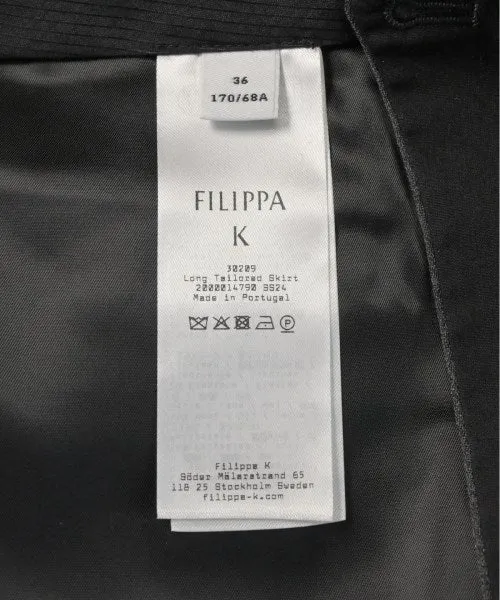 36
170/68A
FILIPPA
K
30209
Long Tailored Skirt
2000014790 BS24
Made in Portugal
P
Filippa K
Söder Mälarstrand 65
118 25 Stockholm Sweden
filippa-k.com